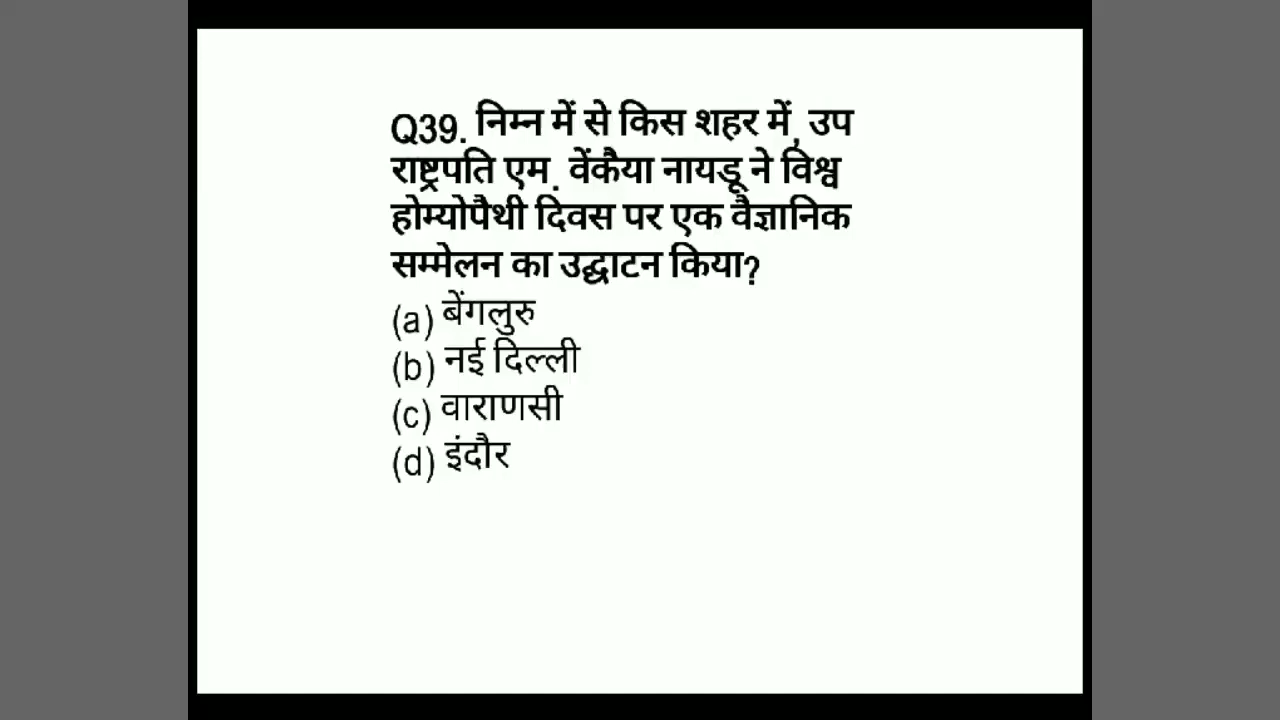 Q39. निम्न में से किस शहर में, उप
राष्ट्रपति एम. वेंकैया नायडू ने विश्व
होम्योपैथी दिवस पर एक वैज्ञानिक
सम्मेलन का उद्घाटन किया?
(a) बेंगलुरु
(b) नई दिल्ली
(c) वाराणसी
(d) इंदौर